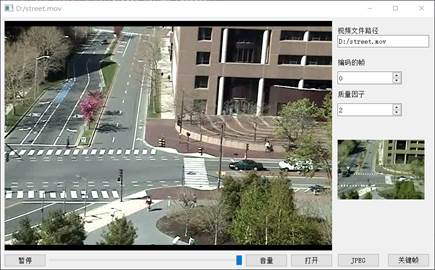 D:/street.mov
视频文件路径
D:/street.mov
编码的帧
0
质量因子
2
暂停
音量
打开
JPEG
关键帧